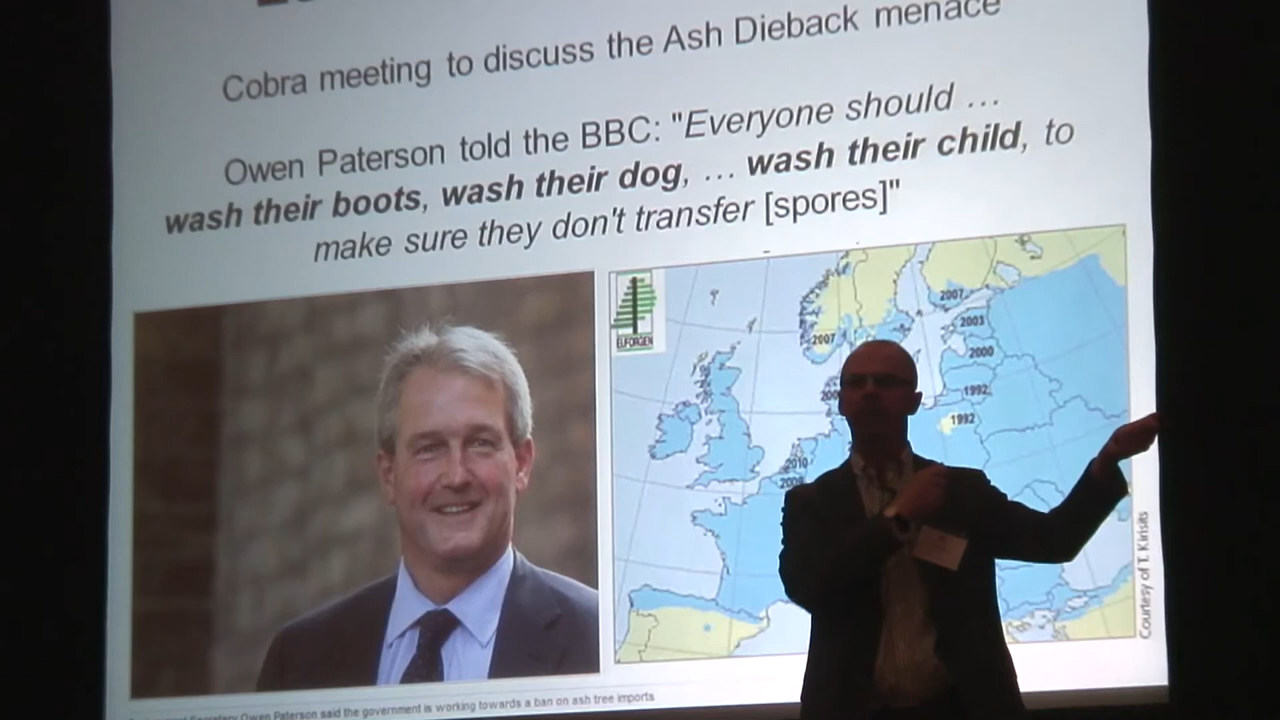 Cobra meeting to discuss the Ash Dieback menace
Owen Paterson told the BBC: "Everyone should ...
wash their boots, wash their dog, ... wash their child, to
make sure they don't transfer [spores]"
EUFORGEN
2007
2003
2007
2000
1992
1992
2010
Courtesy of T. Kirisits
Secretary Owen Paterson said the government is working towards a ban on ash tree imports